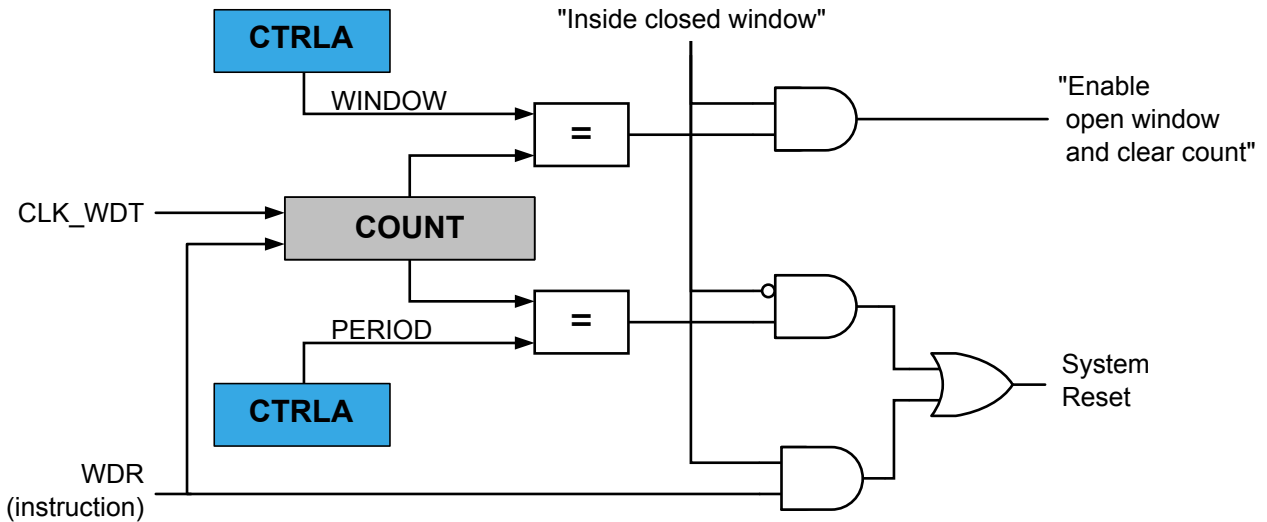 "Inside closed window"
CTRLA
WINDOW
=
"Enable
open window
and clear count"
CLK_WDT
COUNT
PERIOD
=
CTRLA
System
Reset
WDR
(instruction)